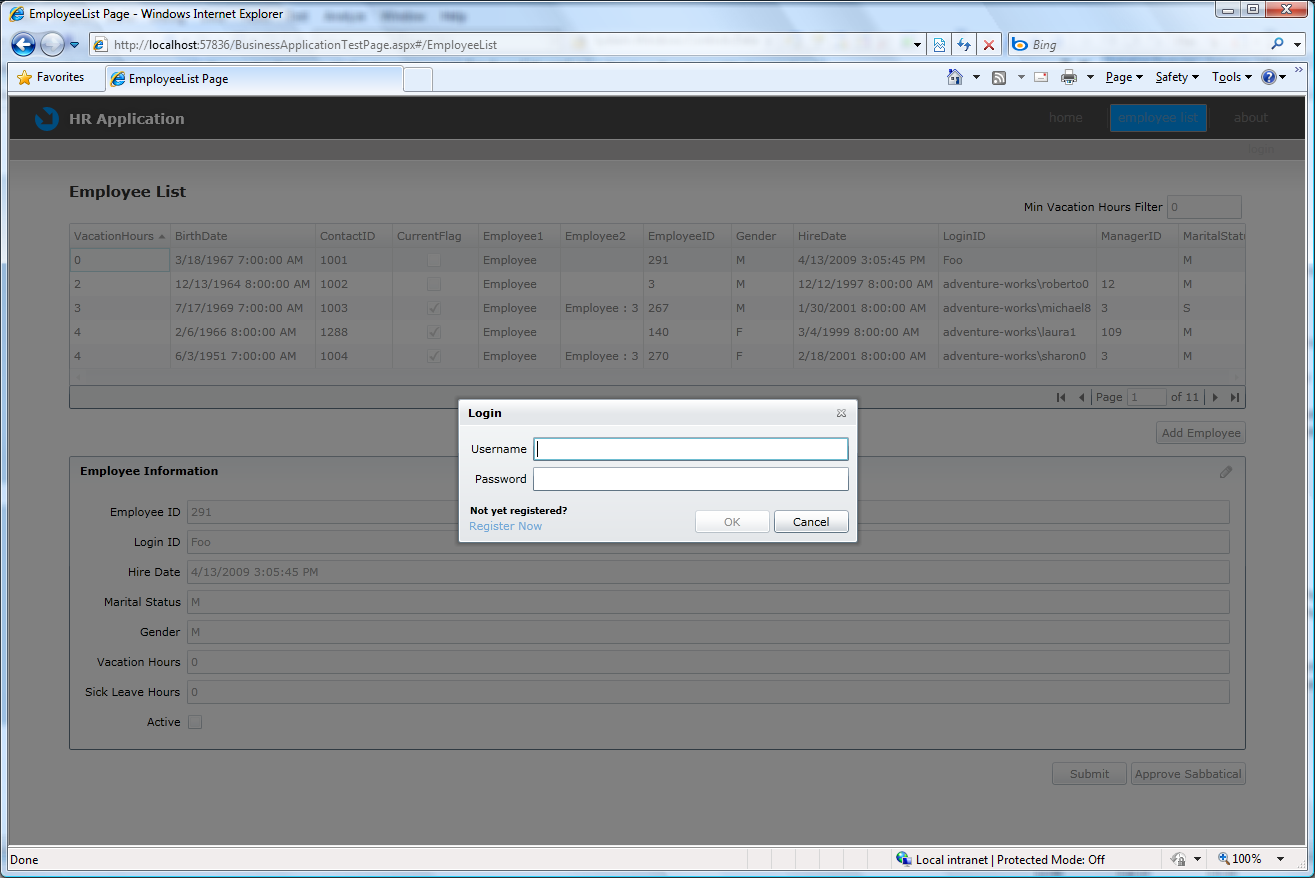 EmployeeList Page - Windows Internet Explorer
http://localhost:57836/BusinessApplicationTestPage.aspx#/EmployeeList
Bing
Favorites
EmployeeList Page
Page
Safety
Tools
HR Application
home
employee list
about
login
Employee List
Min Vacation Hours Filter 0
VacationHours BirthDate ContactID CurrentFlag Employee1 Employee2 EmployeeID Gender HireDate LoginID ManagerID MaritalStatu
0 3/18/1967 7:00:00 AM 1001 Employee 291 M 4/13/2009 3:05:45 PM Foo M
2 12/13/1964 8:00:00 AM 1002 Employee 3 M 12/12/1997 8:00:00 AM adventure-works\roberto0 12 M
3 7/17/1969 7:00:00 AM 1003 Employee Employee : 3 267 M 1/30/2001 8:00:00 AM adventure-works\michael8 3 S
4 2/6/1966 8:00:00 AM 1288 Employee 140 F 3/4/1999 8:00:00 AM adventure-works\laura1 109 M
4 6/3/1951 7:00:00 AM 1004 Employee Employee : 3 270 F 2/18/2001 8:00:00 AM adventure-works\sharon0 3 M
Page 1 of 11
Add Employee
Login
Username
Password
Not yet registered?
Register Now
OK
Cancel
Employee Information
Employee ID 291
Login ID Foo
Hire Date 4/13/2009 3:05:45 PM
Marital Status M
Gender M
Vacation Hours 0
Sick Leave Hours 0
Active
Submit
Approve Sabbatical
Done
Local intranet | Protected Mode: Off
100%